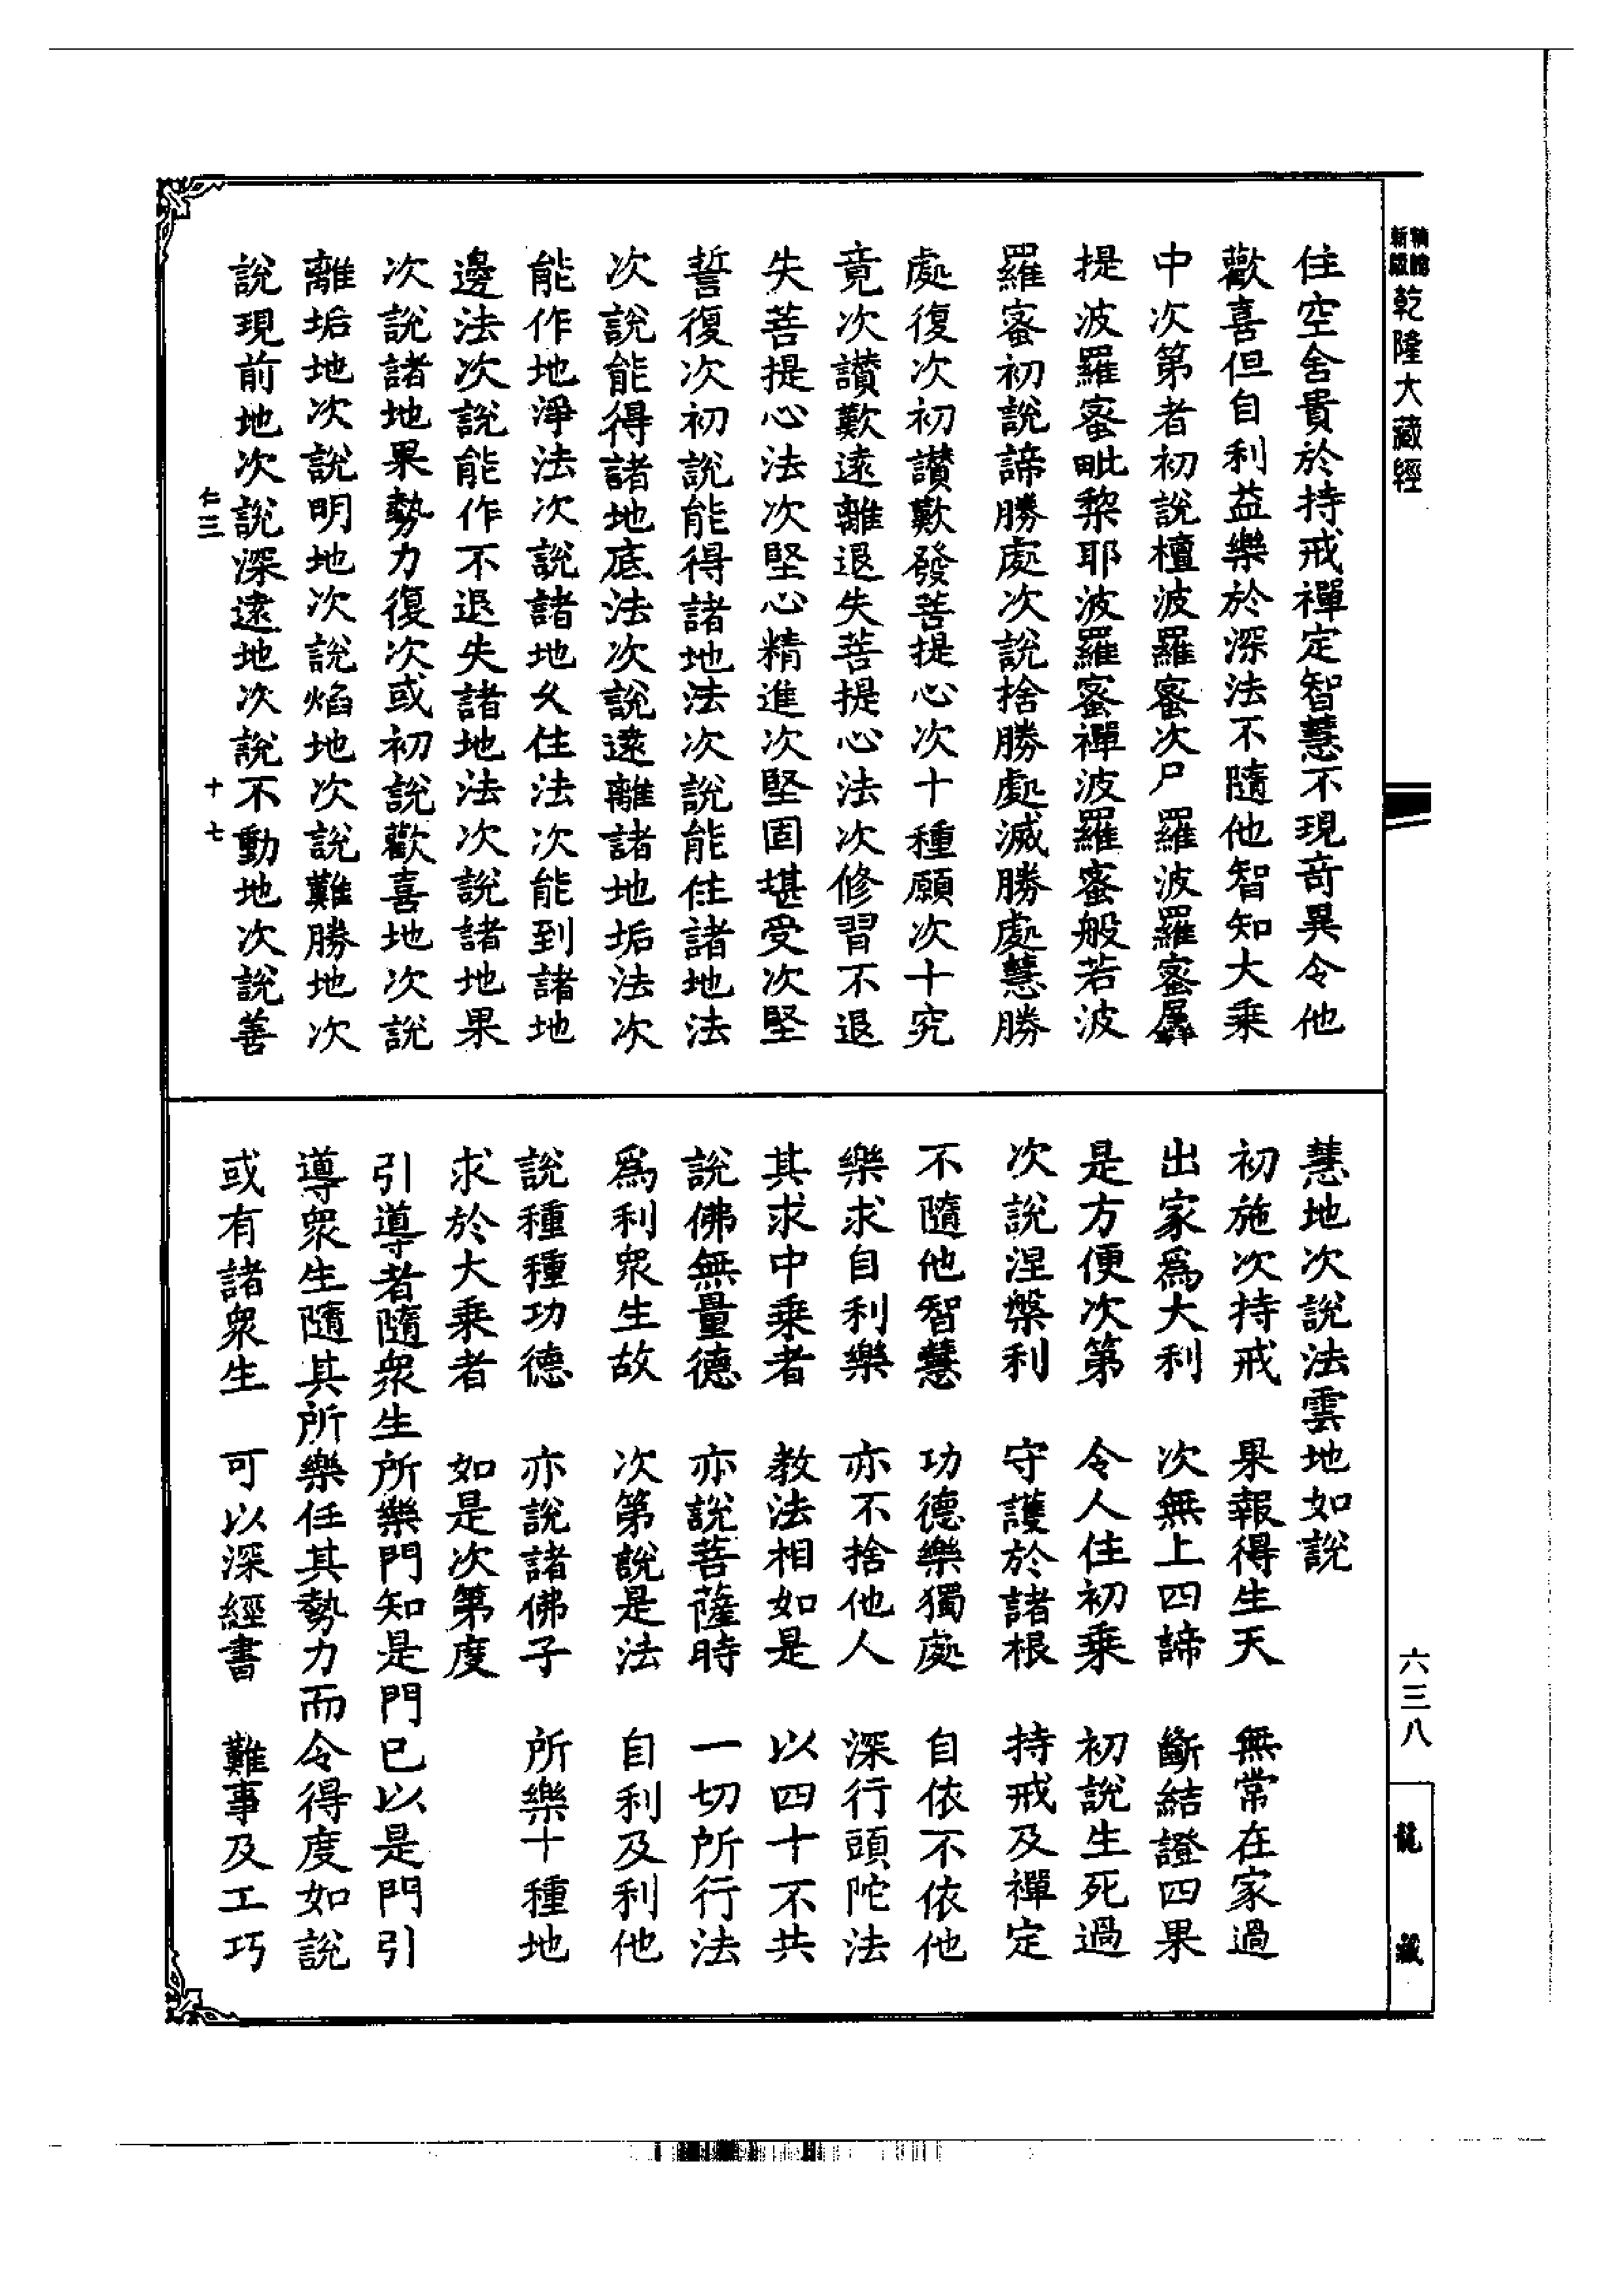 新編
縮版
乾隆大藏經
住空舍貴於持戒禪定智慧不現奇異令他
歡喜但自利益樂於深法不隨他智知大乘
中次第者初說檀波羅蜜次尸羅波羅蜜羼
提波羅蜜毗黎耶波羅蜜禪波羅蜜般若波
羅蜜初說諦勝處次說捨勝處滅勝處慧勝
處復次初讚歎發菩提心次十種願次十究
竟次讚歎遠離退失菩提心法次修習不退
失菩提心法次堅心精進次堅固堪受次堅
誓復次初說能得諸地法次說能住諸地法
次說能得諸地底法次說遠離諸地垢法次
能作地淨法次說諸地久住法次能到諸地
邊法次說能作不退失諸地法次說諸地果
次說諸地果勢力復次或初說歡喜地次說
離垢地次說明地次說焰地次說難勝地次
說現前地次說深遠地次說不動地次說善
仁三
十七
慧地次說法雲地如說
初施次持戒　果報得生天　無常在家過
出家爲大利　次無上四諦　斷結證四果
是方便次第　令人住初乘　初說生死過
次說涅槃利　守護於諸根　持戒及禪定
不隨他智慧　功德樂獨處　自依不依他
樂求自利樂　亦不捨他人　深行頭陀法
其求中乘者　教法相如是　以四十不共
說佛無量德　亦說菩薩時　一切所行法
爲利衆生故　次第說是法　自利及利他
說種種功德　亦說諸佛子　所樂十種地
求於大乘者　如是次第度
引導者隨衆生所樂門知是門已以是門引
導衆生隨其所樂任其勢力而令得度如說
或有諸衆生　可以深經書　難事及工巧
六三八
龍藏